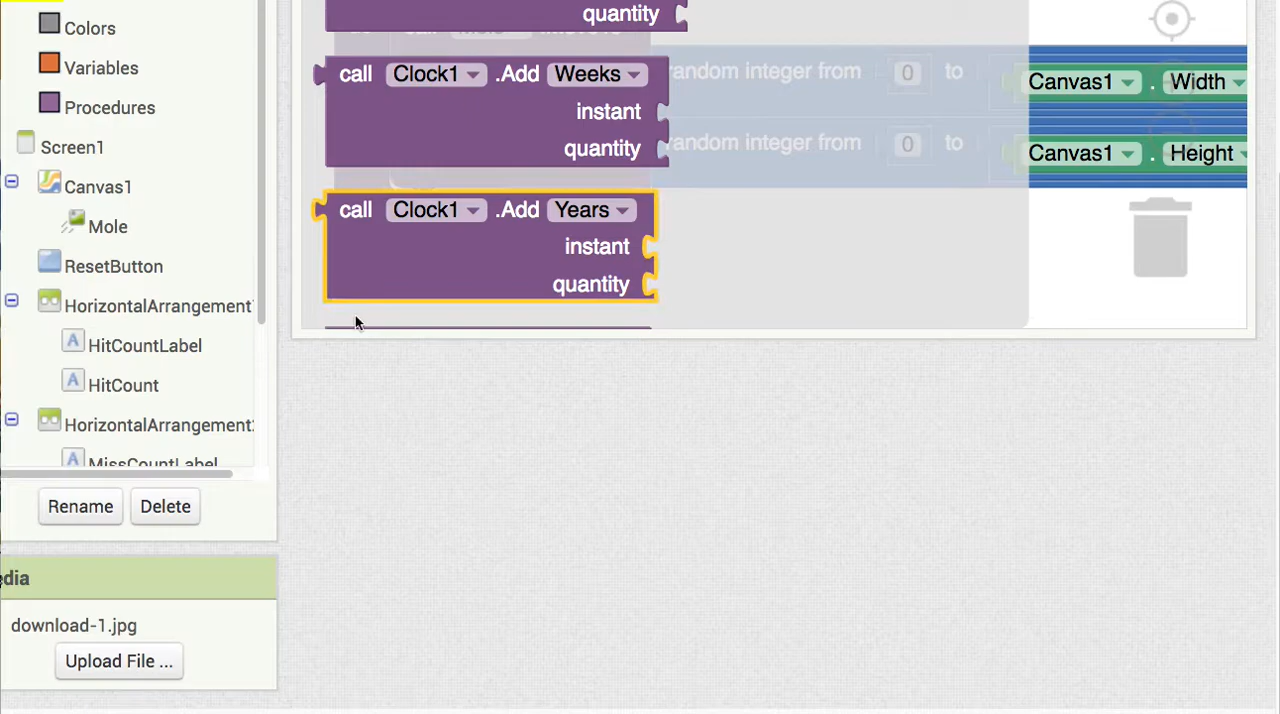 Colors
Variables
Procedures
Screen1
Canvas1
Mole
ResetButton
HorizontalArrangement
HitCountLabel
HitCount
HorizontalArrangement
MissCountLabel
Rename Delete
edia
download-1.jpg
Upload File ...
quantity
call Clock1 .Add Weeks
instant
quantity
call Clock1 .Add Years
instant
quantity
random integer from 0 to Canvas1 . Width
random integer from 0 to Canvas1 . Height